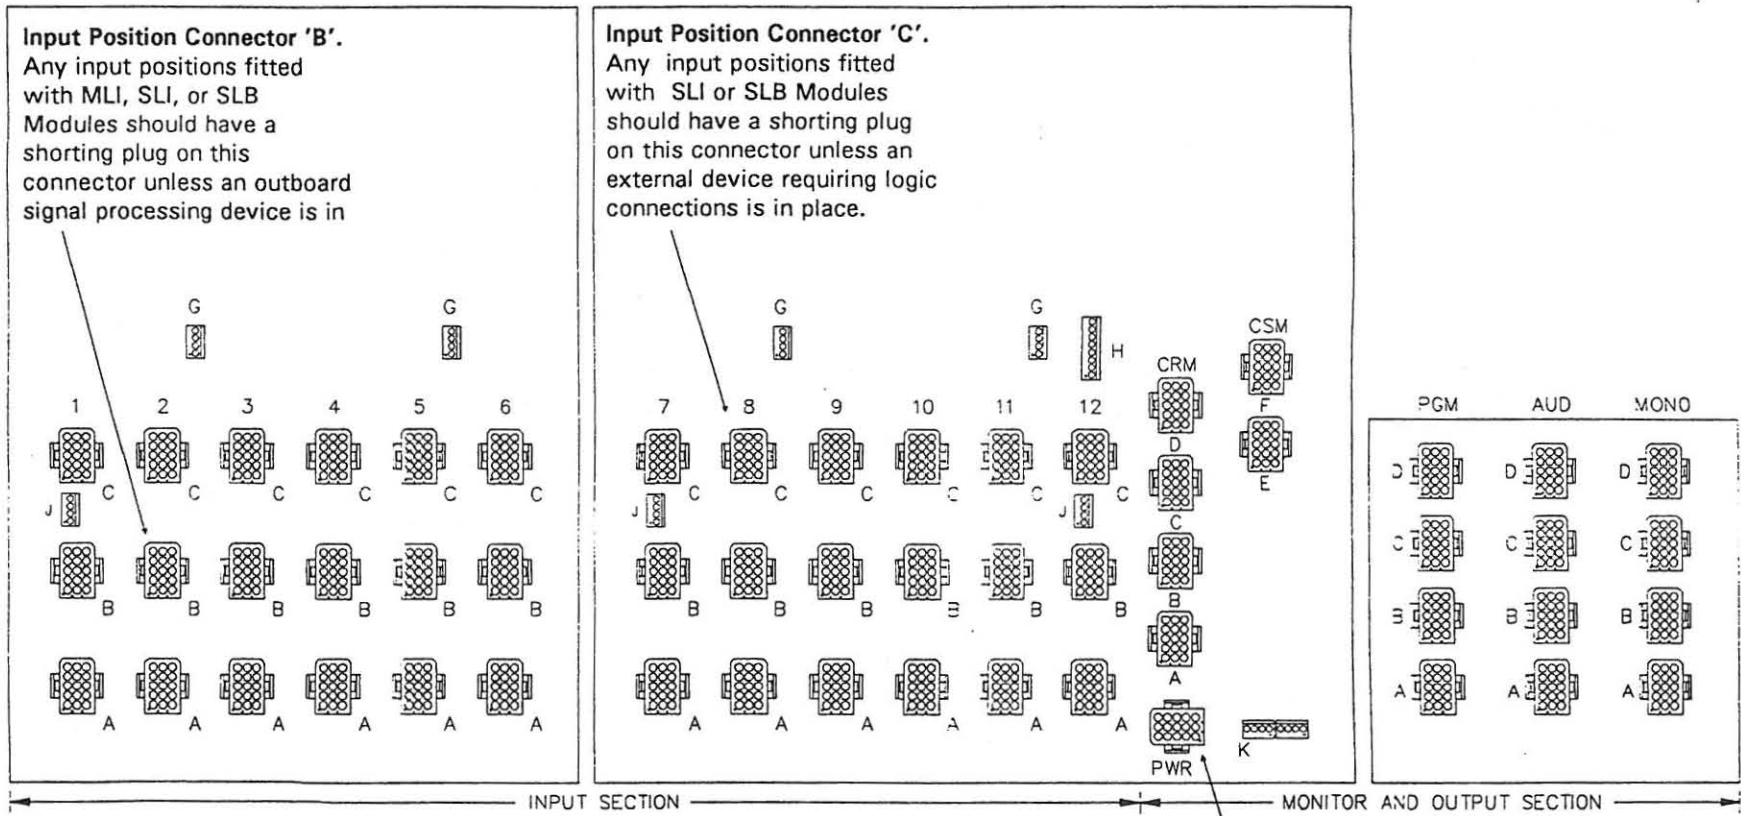 Input Position Connector 'B'.
Any input positions fitted
with MLI, SLI, or SLB
Modules should have a
shorting plug on this
connector unless an outboard
signal processing device is in
Input Position Connector 'C'.
Any input positions fitted
with SLI or SLB Modules
should have a shorting plug
on this connector unless an
external device requiring logic
connections is in place.
G G G G H
CSM
CRM
F
1 2 3 4 5 6 7 8 9 10 11 12
PGM AUD MONO
D
E
D D D
C C C C C C C C C C C C
J J J
C
C C C
B
B B B B B B B B B B B B
B B B
A
A A A
A A A A A A A A A A A A
K
PWR
INPUT SECTION
MONITOR AND OUTPUT SECTION